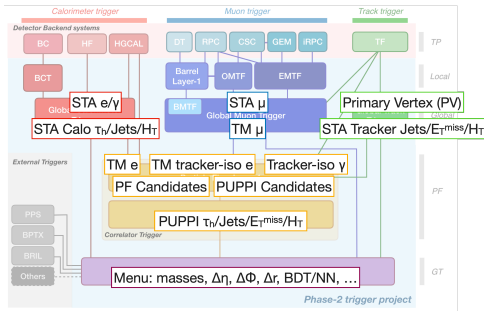 Calorimeter trigger
Muon trigger
Track trigger
Detector Backend systems
BC
HF
HGCAL
DT
RPC
CSC
GEM
iRPC
TF
TP
BCT
Barrel
Layer-1
OMTF
EMTF
Local
STA e/γ
STA Calo τh/Jets/HT
BMTF
STA μ
Global Muon Trigger
TM μ
Primary Vertex (PV)
STA Tracker Jets/ETmiss/HT
Global
External Triggers
TM e
TM tracker-iso e
Tracker-iso γ
PF Candidates
PUPPI Candidates
PF
PUPPI τh/Jets/ETmiss/HT
Correlator Trigger
PPS
BPTX
BRIL
Others
Menu: masses, Δη, ΔΦ, Δr, BDT/NN, …
GT
Phase-2 trigger project